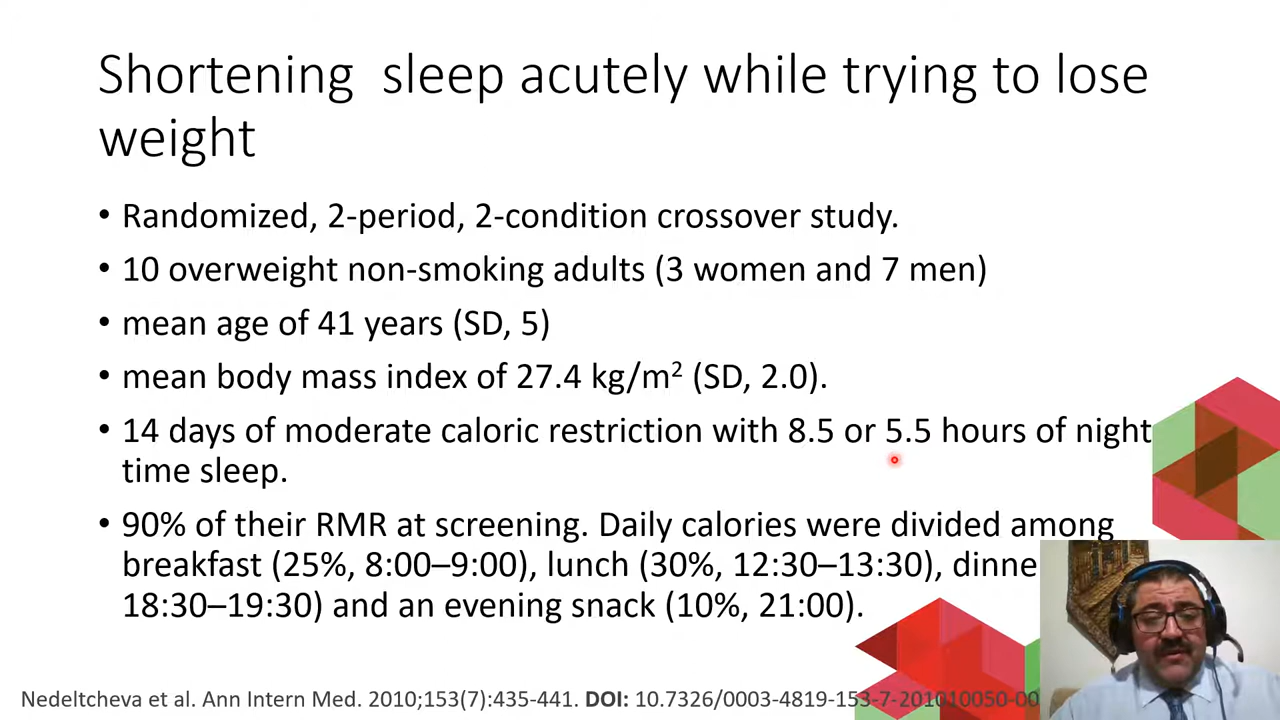 Shortening sleep acutely while trying to lose
weight
• Randomized, 2-period, 2-condition crossover study.
• 10 overweight non-smoking adults (3 women and 7 men)
• mean age of 41 years (SD, 5)
• mean body mass index of 27.4 kg/m² (SD, 2.0).
• 14 days of moderate caloric restriction with 8.5 or 5.5 hours of night
time sleep.
• 90% of their RMR at screening. Daily calories were divided among
breakfast (25%, 8:00–9:00), lunch (30%, 12:30–13:30),
18:30–19:30) and an evening snack (10%, 21:00).
Nedeltcheva et al. Ann Intern Med. 2010;153(7):435-441. DOI: 10.7326/0003-4819-153-7-201010050-00